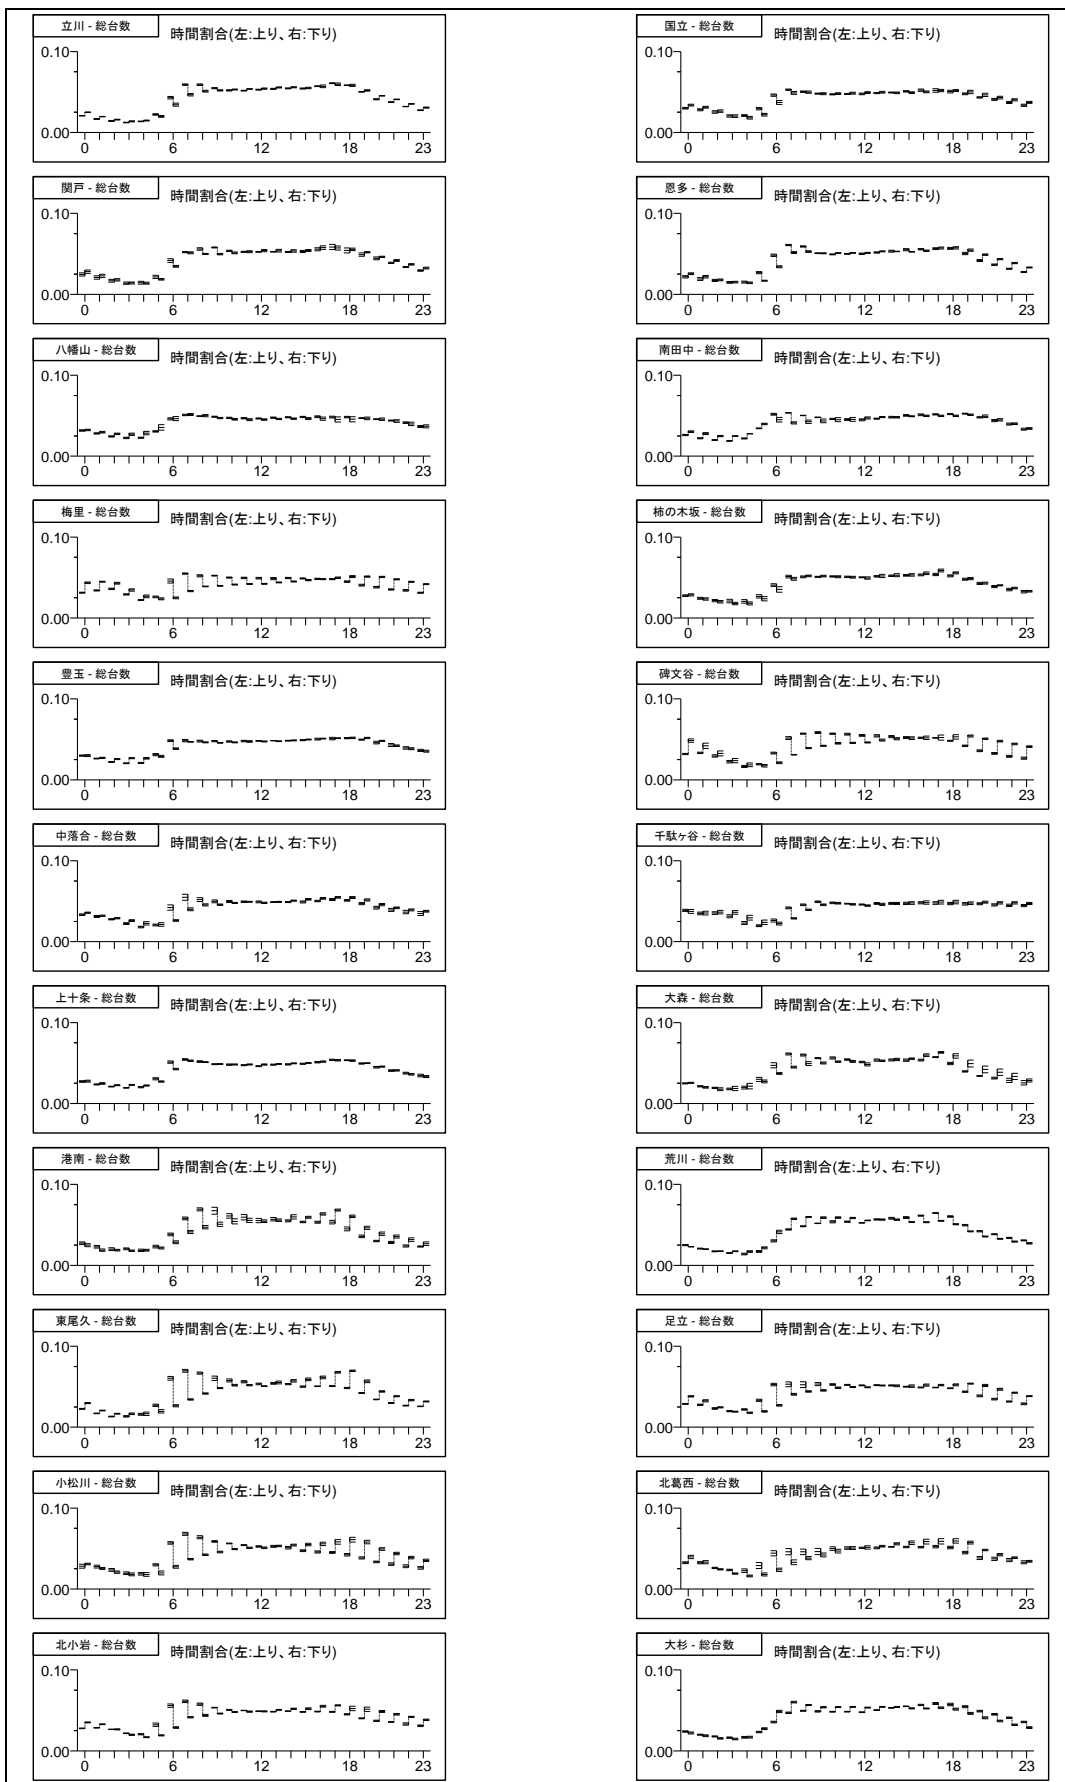 立川 - 総台数
時間割合(左:上り、右:下り)
0.10
0.00
0 6 12 18 23
国立 - 総台数
時間割合(左:上り、右:下り)
0.10
0.00
0 6 12 18 23
関戸 - 総台数
時間割合(左:上り、右:下り)
0.10
0.00
0 6 12 18 23
恩多 - 総台数
時間割合(左:上り、右:下り)
0.10
0.00
0 6 12 18 23
八幡山 - 総台数
時間割合(左:上り、右:下り)
0.10
0.00
0 6 12 18 23
南田中 - 総台数
時間割合(左:上り、右:下り)
0.10
0.00
0 6 12 18 23
梅里 - 総台数
時間割合(左:上り、右:下り)
0.10
0.00
0 6 12 18 23
柿の木坂 - 総台数
時間割合(左:上り、右:下り)
0.10
0.00
0 6 12 18 23
豊玉 - 総台数
時間割合(左:上り、右:下り)
0.10
0.00
0 6 12 18 23
碑文谷 - 総台数
時間割合(左:上り、右:下り)
0.10
0.00
0 6 12 18 23
中落合 - 総台数
時間割合(左:上り、右:下り)
0.10
0.00
0 6 12 18 23
千駄ヶ谷 - 総台数
時間割合(左:上り、右:下り)
0.10
0.00
0 6 12 18 23
上十条 - 総台数
時間割合(左:上り、右:下り)
0.10
0.00
0 6 12 18 23
大森 - 総台数
時間割合(左:上り、右:下り)
0.10
0.00
0 6 12 18 23
港南 - 総台数
時間割合(左:上り、右:下り)
0.10
0.00
0 6 12 18 23
荒川 - 総台数
時間割合(左:上り、右:下り)
0.10
0.00
0 6 12 18 23
東尾久 - 総台数
時間割合(左:上り、右:下り)
0.10
0.00
0 6 12 18 23
足立 - 総台数
時間割合(左:上り、右:下り)
0.10
0.00
0 6 12 18 23
小松川 - 総台数
時間割合(左:上り、右:下り)
0.10
0.00
0 6 12 18 23
北葛西 - 総台数
時間割合(左:上り、右:下り)
0.10
0.00
0 6 12 18 23
北小岩 - 総台数
時間割合(左:上り、右:下り)
0.10
0.00
0 6 12 18 23
大杉 - 総台数
時間割合(左:上り、右:下り)
0.10
0.00
0 6 12 18 23